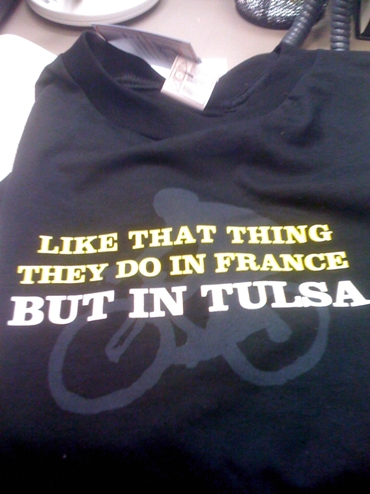 LIKE THAT THING
THEY DO IN FRANCE
BUT IN TULSA